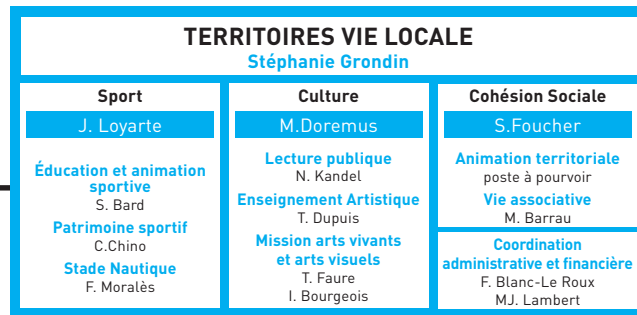 TERRITOIRES VIE LOCALE
Stéphanie Grondin
Sport
J. Loyarte
Éducation et animation
sportive
S. Bard
Patrimoine sportif
C.Chino
Stade Nautique
F. Moralès
Culture
M.Doremus
Lecture publique
N. Kandel
Enseignement Artistique
T. Dupuis
Mission arts vivants
et arts visuels
T. Faure
I. Bourgeois
Cohésion Sociale
S.Foucher
Animation territoriale
poste à pourvoir
Vie associative
M. Barrau
Coordination
administrative et financière
F. Blanc-Le Roux
MJ. Lambert